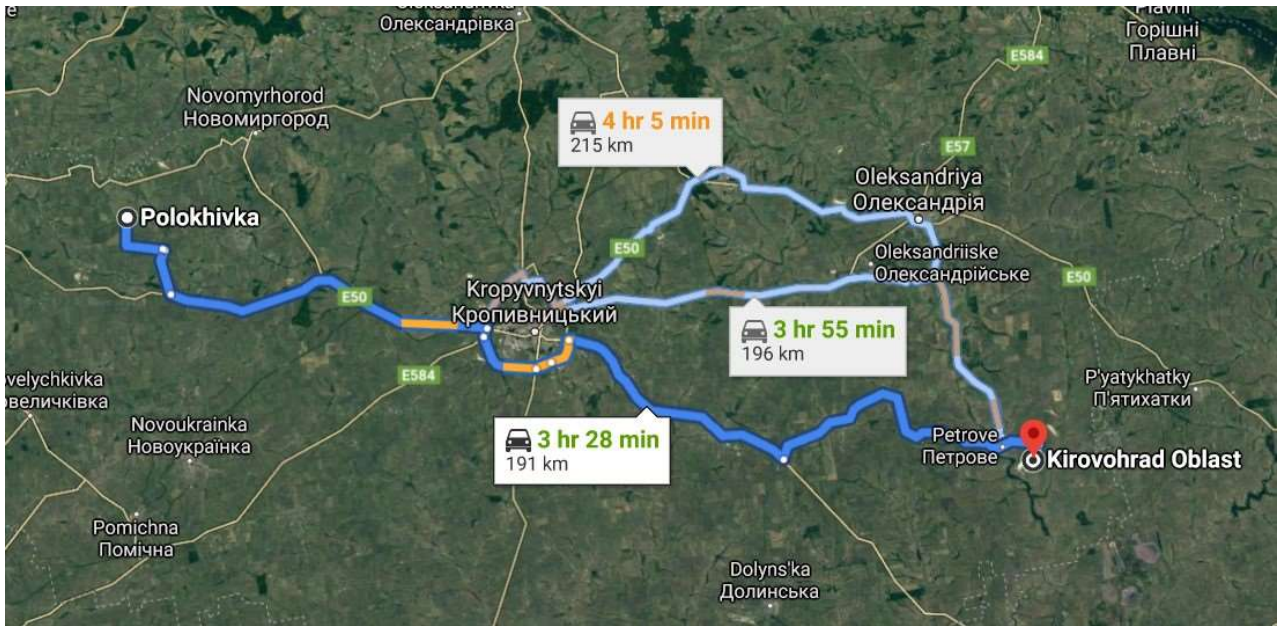 Олександрівка
Горішні
Плавні
E584
Novomyrhorod
Новомиргород
4 hr 5 min
215 km
E57
Oleksandriya
Олександрія
Polokhivka
E50
Oleksandriiske
Олександрійське
E50
E50
Kropyvnytskyi
Кропивницький
3 hr 55 min
196 km
E584
P'yatykhatky
П'ятихатки
Novoukrainka
Новоукраїнка
3 hr 28 min
191 km
Petrove
Петрове
Kirovohrad Oblast
Pomichna
Помічна
Dolyns'ka
Долинська